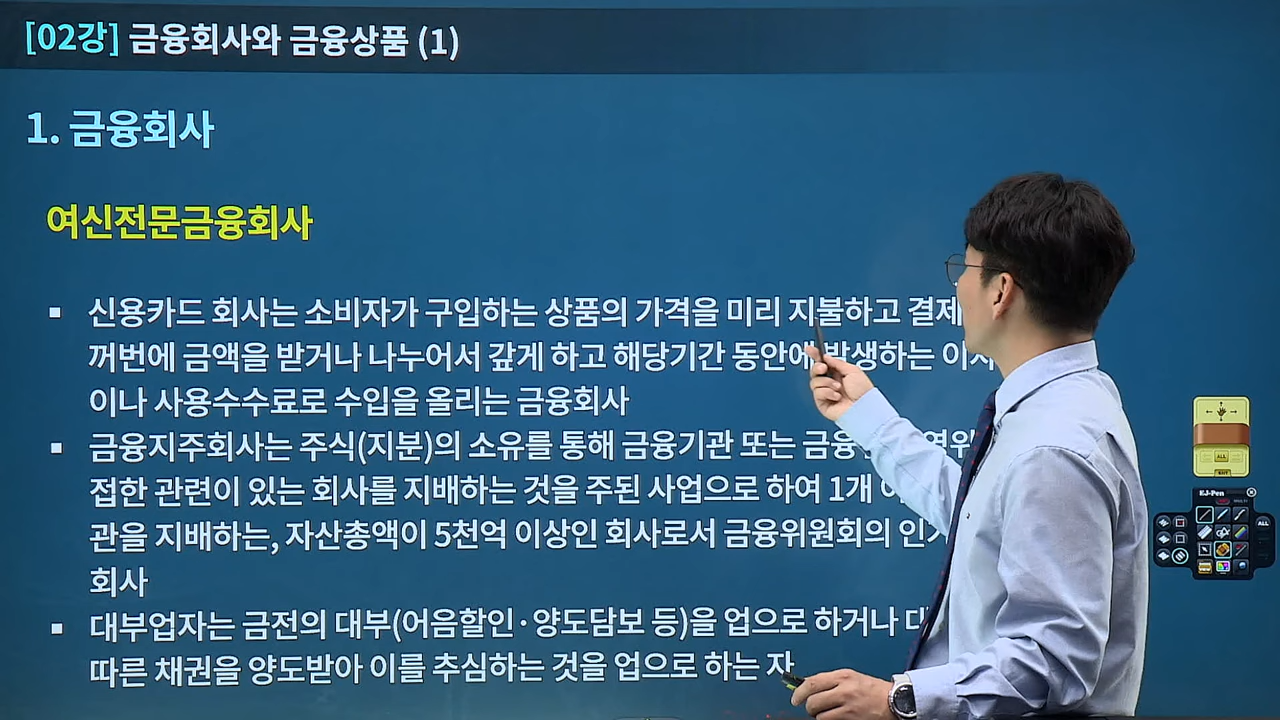 [02강] 금융회사와 금융상품 (1)
1. 금융회사
여신전문금융회사
▪ 신용카드 회사는 소비자가 구입하는 상품의 가격을 미리 지불하고 결제
꺼번에 금액을 받거나 나누어서 갚게 하고 해당기간 동안에 발생하는
이나 사용수수료로 수입을 올리는 금융회사
▪ 금융지주회사는 주식(지분)의 소유를 통해 금융기관 또는
접한 관련이 있는 회사를 지배하는 것을 주된 사업으로 하여 1개
관을 지배하는, 자산총액이 5천억 이상인 회사로서 금융위원회의
회사
▪ 대부업자는 금전의 대부(어음할인·양도담보 등)을 업으로 하거나
따른 채권을 양도받아 이를 추심하는 것을 업으로 하는 자
ALL
EJ-Pen
ALL